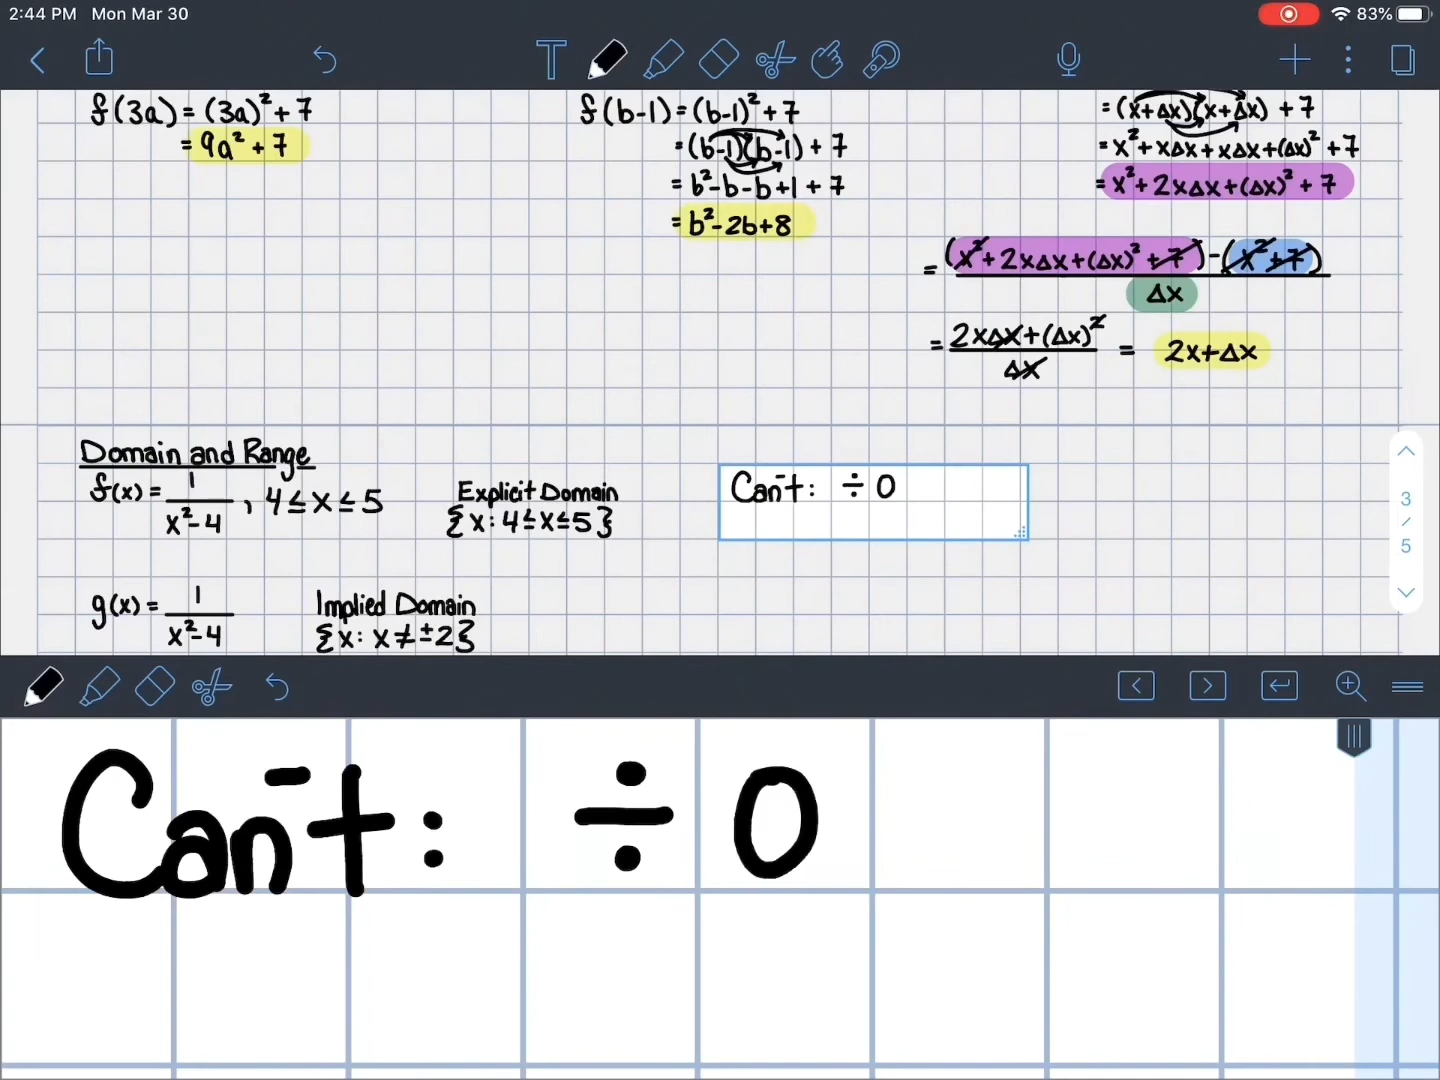 2:44 PM Mon Mar 30
83%
T
f(3a) = (3a)² + 7
= 9a² + 7
f(b-1) = (b-1)² + 7
= (b-1)(b-1) + 7
= b² - b - b + 1 + 7
= b² - 2b + 8
= (x+Δx)(x+Δx) + 7
= x² + xΔx + xΔx + (Δx)² + 7
= x² + 2xΔx + (Δx)² + 7
= (x² + 2xΔx + (Δx)² + 7) - (x² + 7)
Δx
= 2xΔx + (Δx)² = 2x + Δx
Δx
Domain and Range
f(x) = 1 , 4 ≤ x ≤ 5
x² - 4
Explicit Domain
{x: 4 ≤ x ≤ 5}
Can't: ÷ 0
g(x) = 1
x² - 4
Implied Domain
{x: x ≠ ±2}
3
/
5
Can't: ÷ 0